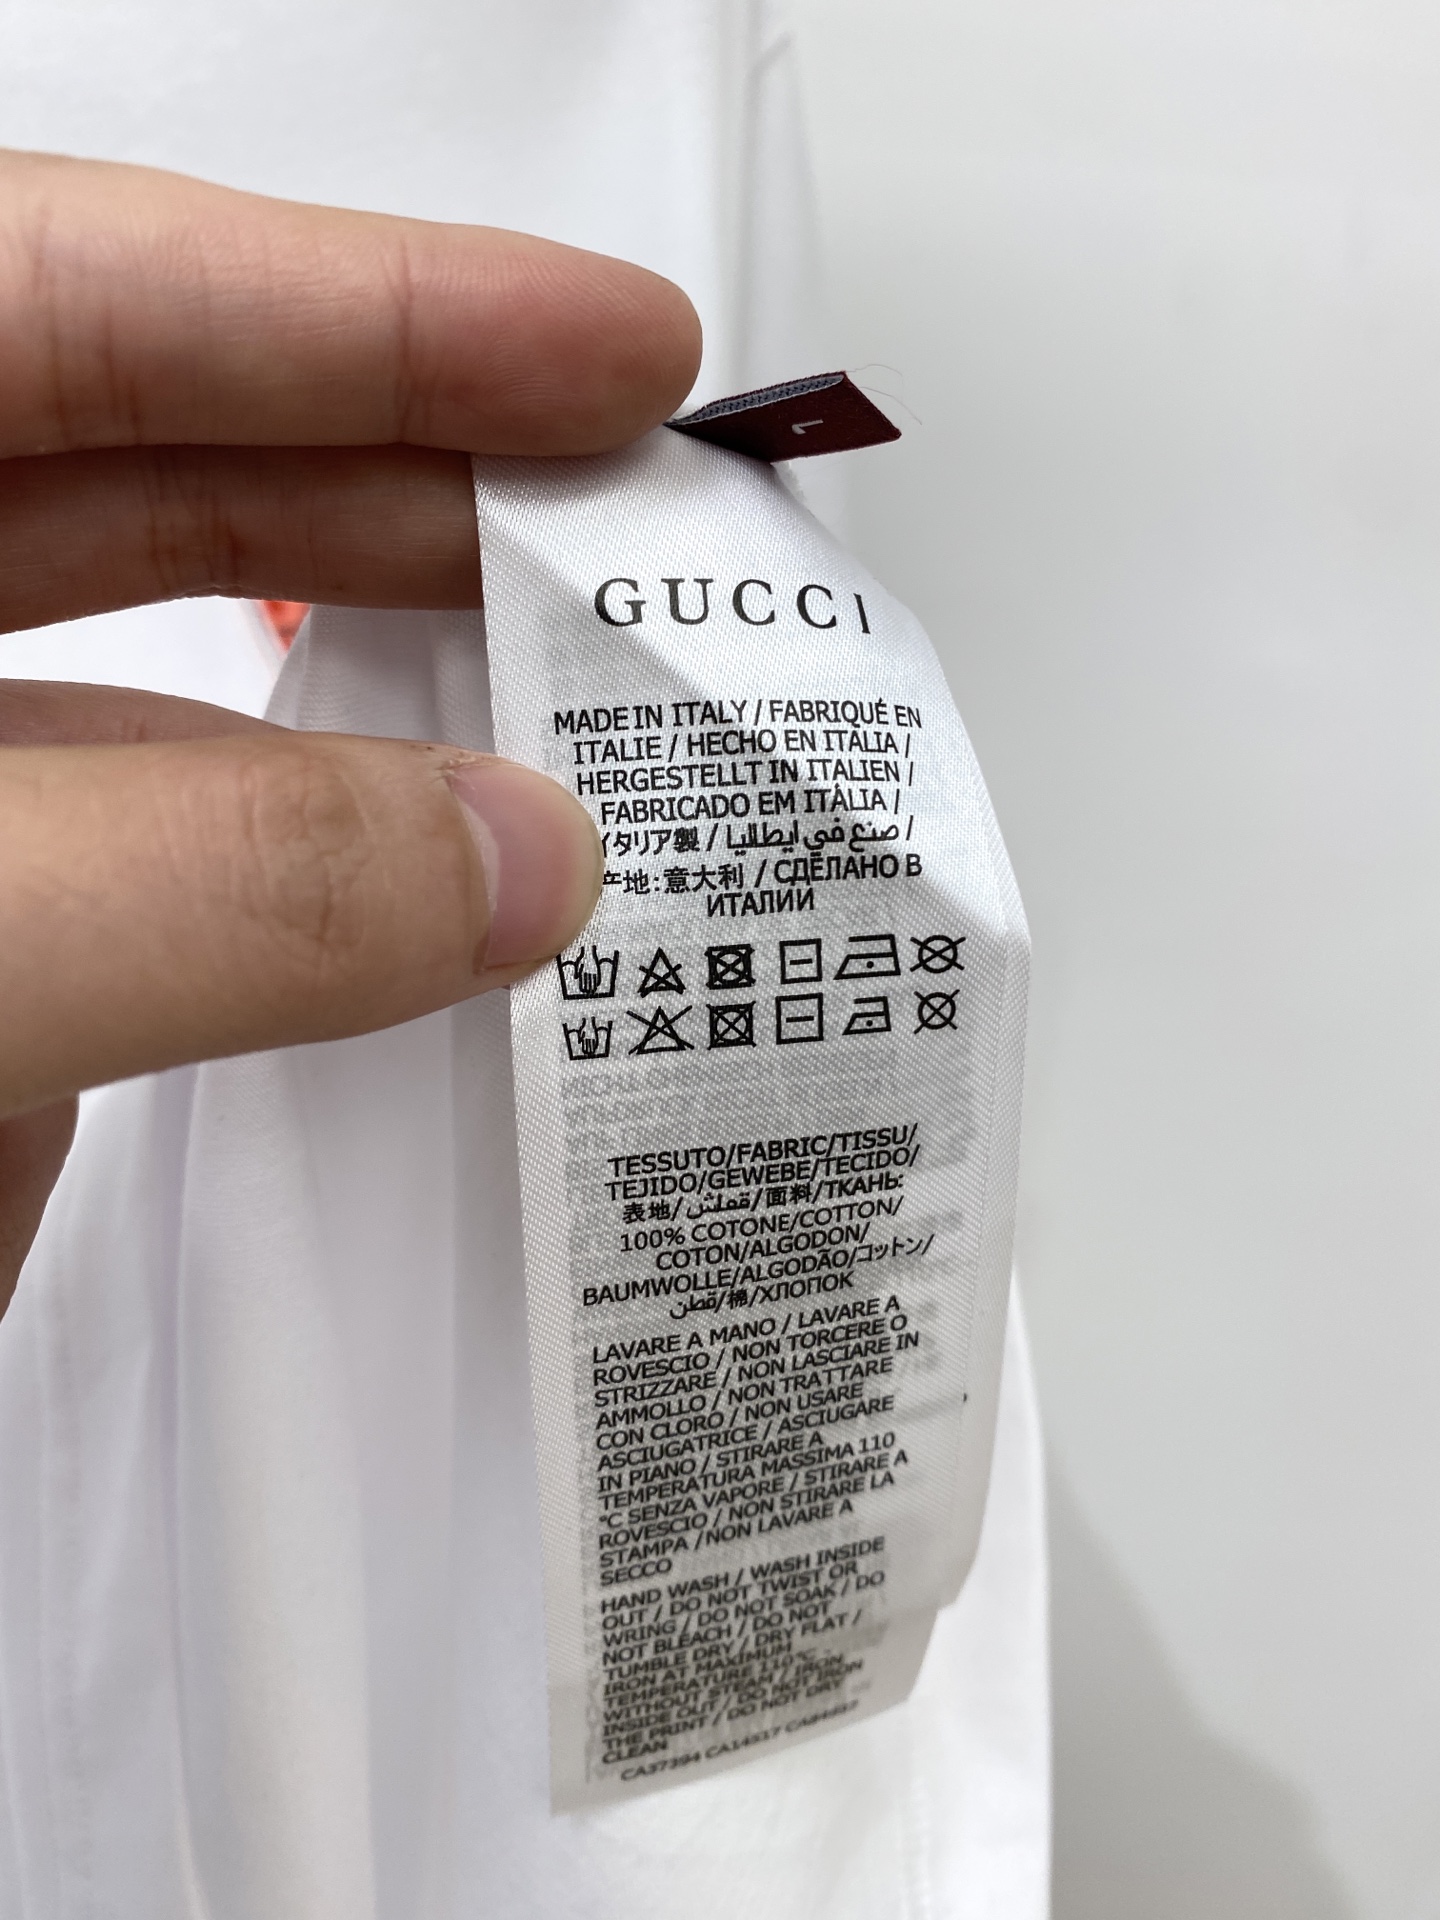 L
GUCCI
MADE IN ITALY / FABRIQUÉ EN
ITALIE / HECHO EN ITALIA /
HERGESTELLT IN ITALIEN /
FABRICADO EM ITÁLIA /
イタリア製 / صنع في ايطاليا /
产地:意大利 / СДЕЛАНО В
ИТАЛИИ
TESSUTO/FABRIC/TISSU/
TEJIDO/GEWEBE/TECIDO/
表地/قماش/面料/ТКАНЬ:
100% COTONE/COTTON/
COTON/ALGODON/
BAUMWOLLE/ALGODÃO/コットン/
قطن/棉/ХЛОПОК
LAVARE A MANO / LAVARE A
ROVESCIO / NON TORCERE O
STRIZZARE / NON LASCIARE IN
AMMOLLO / NON TRATTARE
CON CLORO / NON USARE
ASCIUGATRICE / ASCIUGARE
IN PIANO / STIRARE A
TEMPERATURA MASSIMA 110
°C SENZA VAPORE / STIRARE A
ROVESCIO / NON STIRARE LA
STAMPA /NON LAVARE A
SECCO
HAND WASH / WASH INSIDE
OUT / DO NOT TWIST OR
WRING / DO NOT SOAK / DO
NOT BLEACH / DO NOT
TUMBLE DRY / DRY FLAT /
IRON AT MAXIMUM
TEMPERATURE 110°C
WITHOUT STEAM / IRON
INSIDE OUT / DO NOT IRON
THE PRINT / DO NOT DRY
CLEAN
CA37394 CA14517